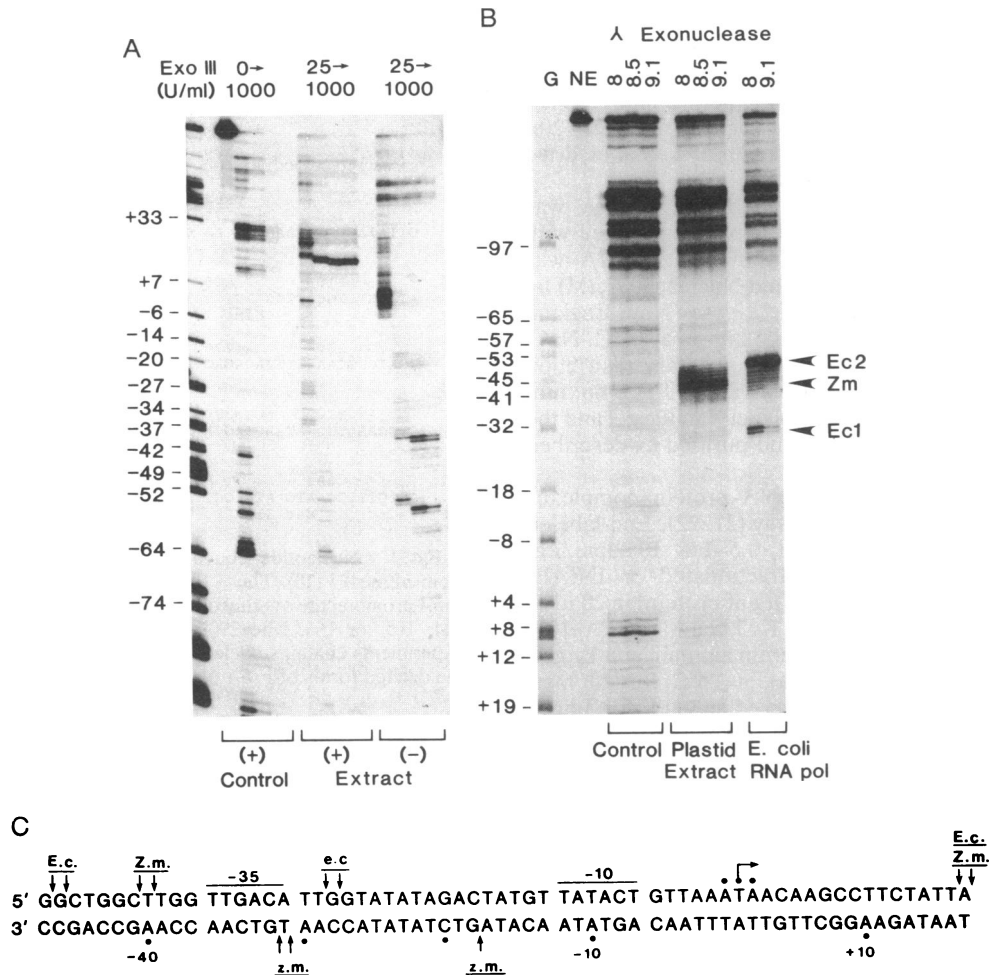 A
Exo III 0→ 25→ 25→
(U/ml) 1000 1000 1000
+33
+7
-6
-14
-20
-27
-34
-37
-42
-49
-52
-64
-74
(+) (+) (-)
Control Extract
B
⅄ Exonuclease
G NE 8 8.5 9.1 8 8.5 9.1 8 9.1
-97
-65
-57
-53
-45
-41
-32
-18
-8
+4
+8
+12
+19
Ec2
Zm
Ec1
Control Plastid E. coli
Extract RNA pol
C
E.c. Z.m. -35 e.c -10 E.c.
Z.m.
5' GGCTGGCTTGG TTGACA TTGGTATATAGACTATGT TATACT GTTAAATAACAAGCCTTCTATTA
3' CCGACCGAACC AACTGT AACCATATATCTGATACA ATATGA CAATTTATTGTTCGGAAGATAAT
-40 z.m. z.m. -10 +10